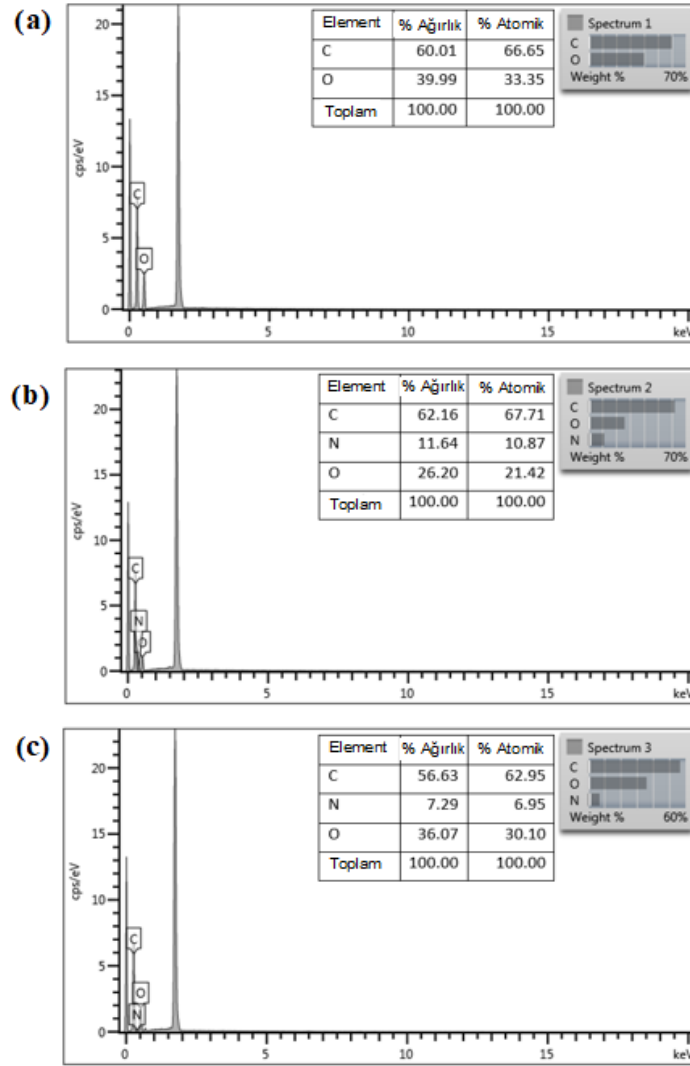 (a)
Element % Ağırlık % Atomik
C 60.01 66.65
O 39.99 33.35
Toplam 100.00 100.00
Spectrum 1
C
O
Weight % 70%
20
15
10
5
0
cps/eV
C
O
0 5 10 15 keV
(b)
Element % Ağırlık % Atomik
C 62.16 67.71
N 11.64 10.87
O 26.20 21.42
Toplam 100.00 100.00
Spectrum 2
C
O
N
Weight % 70%
20
15
10
5
0
cps/eV
C
N
O
0 5 10 15 keV
(c)
Element % Ağırlık % Atomik
C 56.63 62.95
N 7.29 6.95
O 36.07 30.10
Toplam 100.00 100.00
Spectrum 3
C
O
N
Weight % 60%
20
15
10
5
0
cps/eV
C
O
N
0 5 10 15 keV